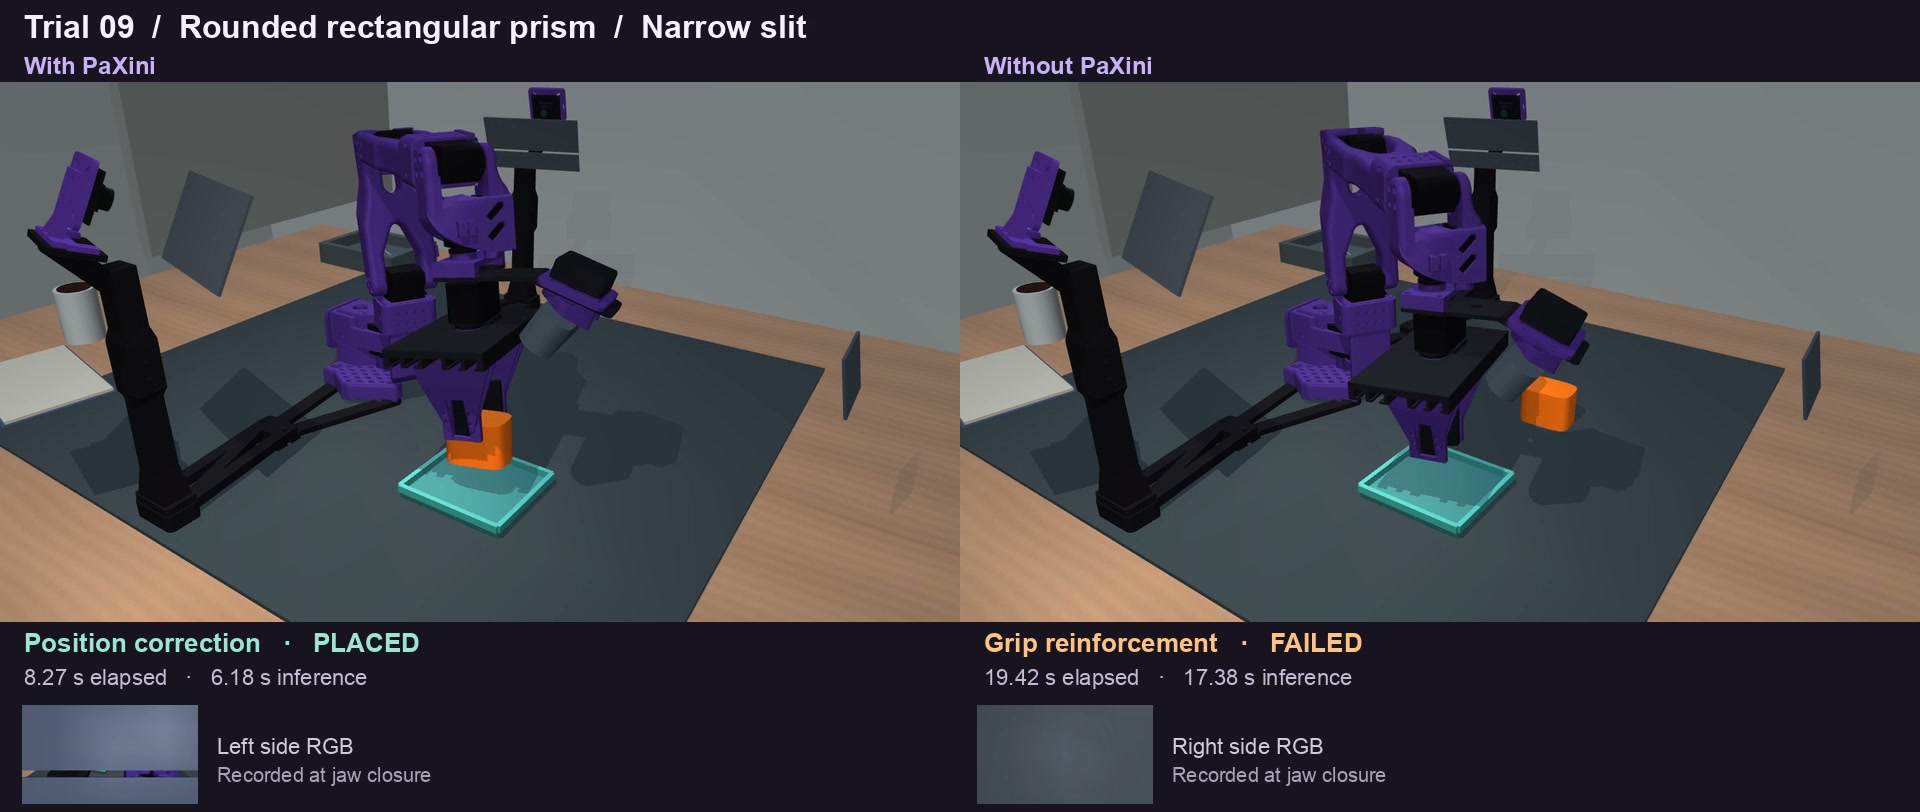 Trial 09 / Rounded rectangular prism / Narrow slit
With PaXini
Without PaXini
Position correction · PLACED
8.27 s elapsed · 6.18 s inference
Grip reinforcement · FAILED
19.42 s elapsed · 17.38 s inference
Left side RGB
Recorded at jaw closure
Right side RGB
Recorded at jaw closure